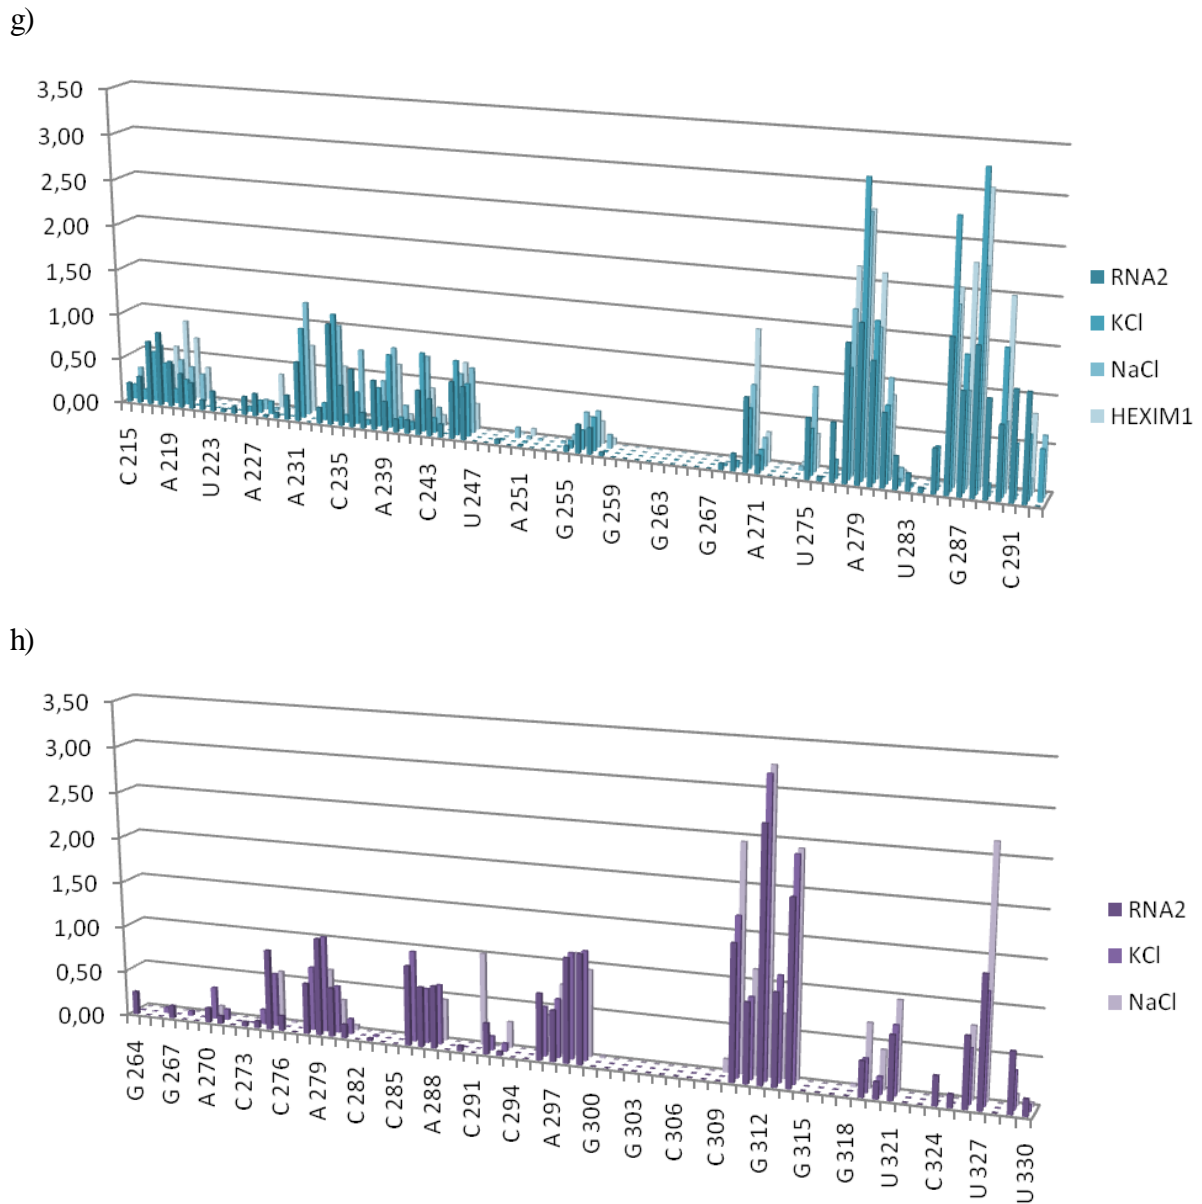 g)
3,50
3,00
2,50
2,00
1,50
1,00
0,50
0,00
C 215
A 219
U 223
A 227
A 231
C 235
A 239
C 243
U 247
A 251
G 255
G 259
G 263
G 267
A 271
U 275
A 279
U 283
G 287
C 291
RNA2
KCl
NaCl
HEXIM1
h)
3,50
3,00
2,50
2,00
1,50
1,00
0,50
0,00
G 264
G 267
A 270
C 273
C 276
A 279
C 282
C 285
A 288
C 291
C 294
A 297
G 300
G 303
C 306
C 309
G 312
G 315
G 318
U 321
C 324
U 327
U 330
RNA2
KCl
NaCl